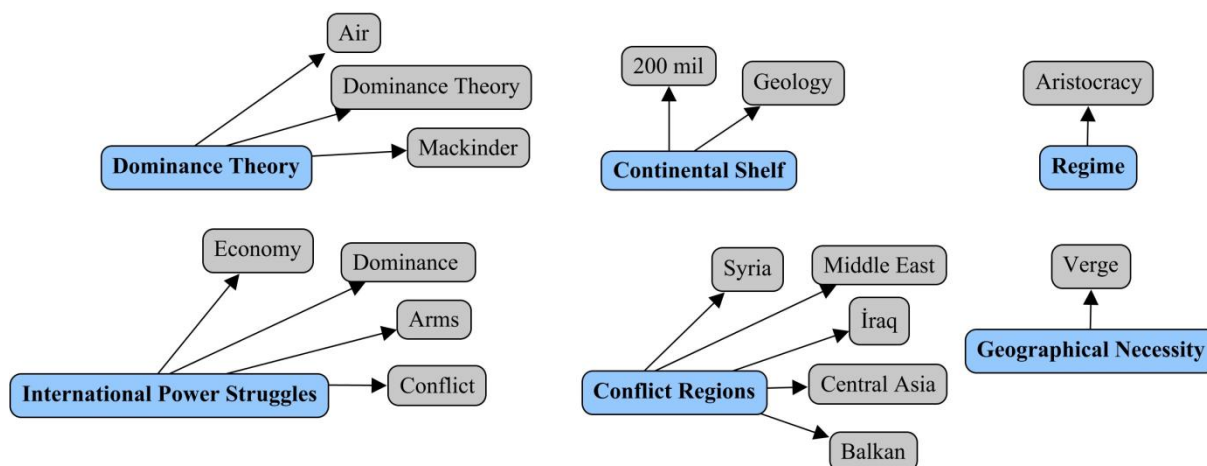 Air
Dominance Theory
Mackinder
Dominance Theory
200 mil
Geology
Continental Shelf
Aristocracy
Regime
Economy
Dominance
Arms
Conflict
International Power Struggles
Syria
Middle East
İraq
Central Asia
Balkan
Conflict Regions
Verge
Geographical Necessity